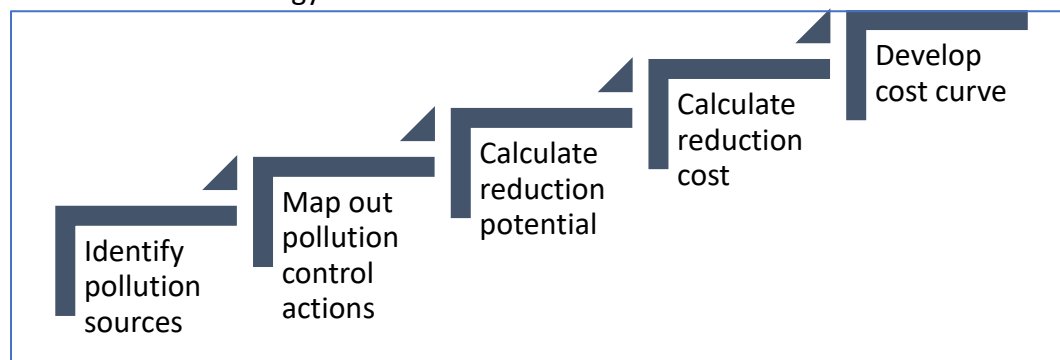 Identify
pollution
sources
Map out
pollution
control
actions
Calculate
reduction
potential
Calculate
reduction
cost
Develop
cost curve